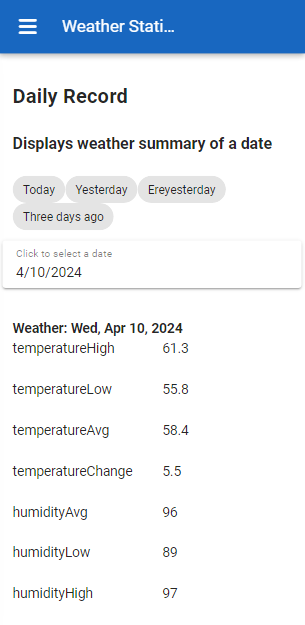 Weather Stati...
Daily Record
Displays weather summary of a date
Today Yesterday Ereyesterday
Three days ago
Click to select a date
4/10/2024
Weather: Wed, Apr 10, 2024
temperatureHigh 61.3
temperatureLow 55.8
temperatureAvg 58.4
temperatureChange 5.5
humidityAvg 96
humidityLow 89
humidityHigh 97